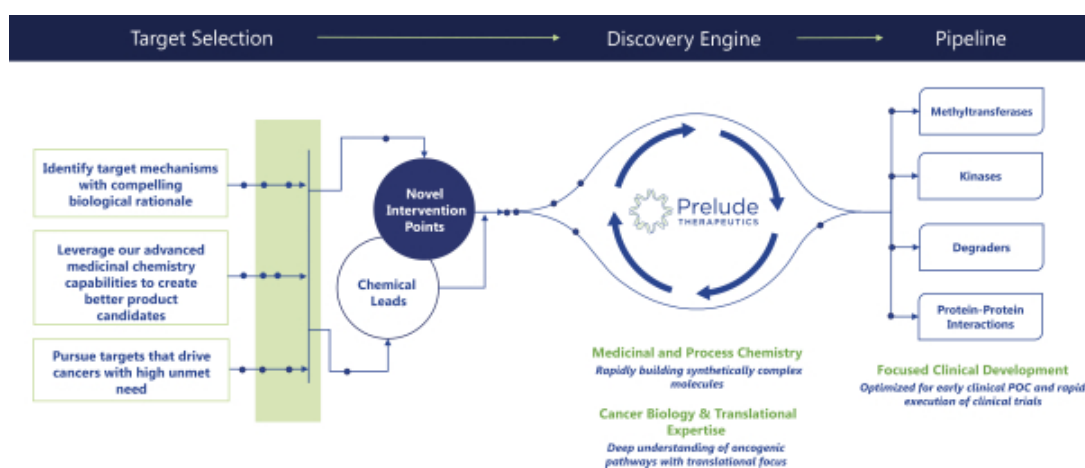 Target Selection
Discovery Engine
Pipeline
Identify target mechanisms
with compelling
biological rationale
Leverage our advanced
medicinal chemistry
capabilities to create
better product
candidates
Pursue targets that drive
cancers with high unmet
need
Novel
Intervention
Points
Chemical
Leads
Prelude
THERAPEUTICS
Medicinal and Process Chemistry
Rapidly building synthetically complex
molecules
Cancer Biology & Translational
Expertise
Deep understanding of oncogenic
pathways with translational focus
Methyltransferases
Kinases
Degraders
Protein-Protein
Interactions
Focused Clinical Development
Optimized for early clinical POC and rapid
execution of clinical trials